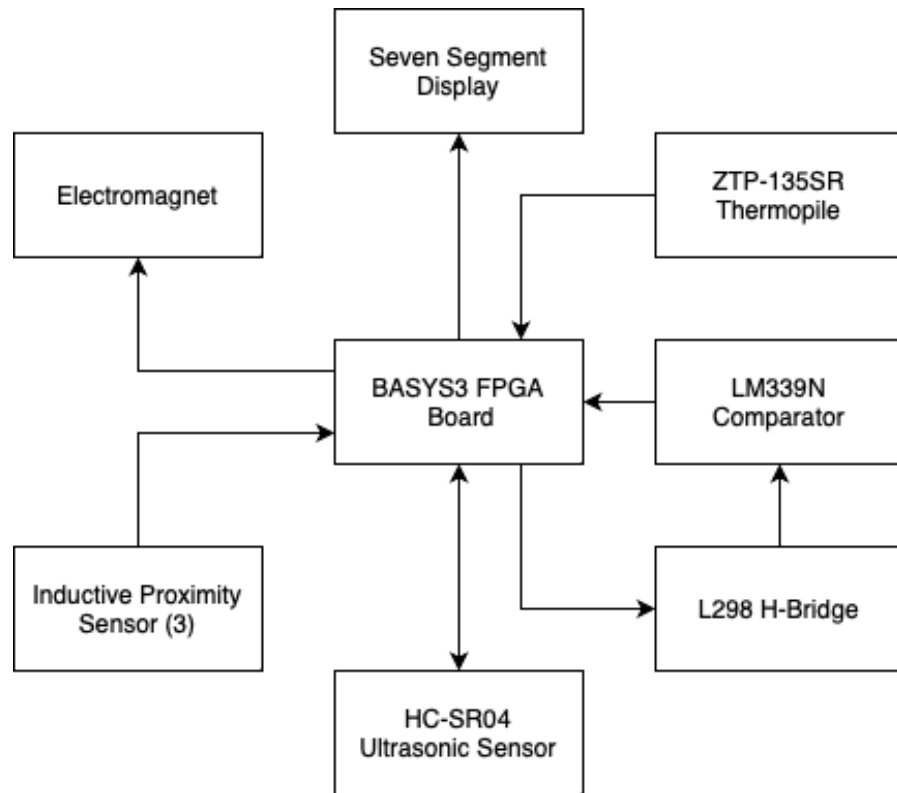 Seven Segment
Display
Electromagnet
ZTP-135SR
Thermopile
BASYS3 FPGA
Board
LM339N
Comparator
Inductive Proximity
Sensor (3)
L298 H-Bridge
HC-SR04
Ultrasonic Sensor